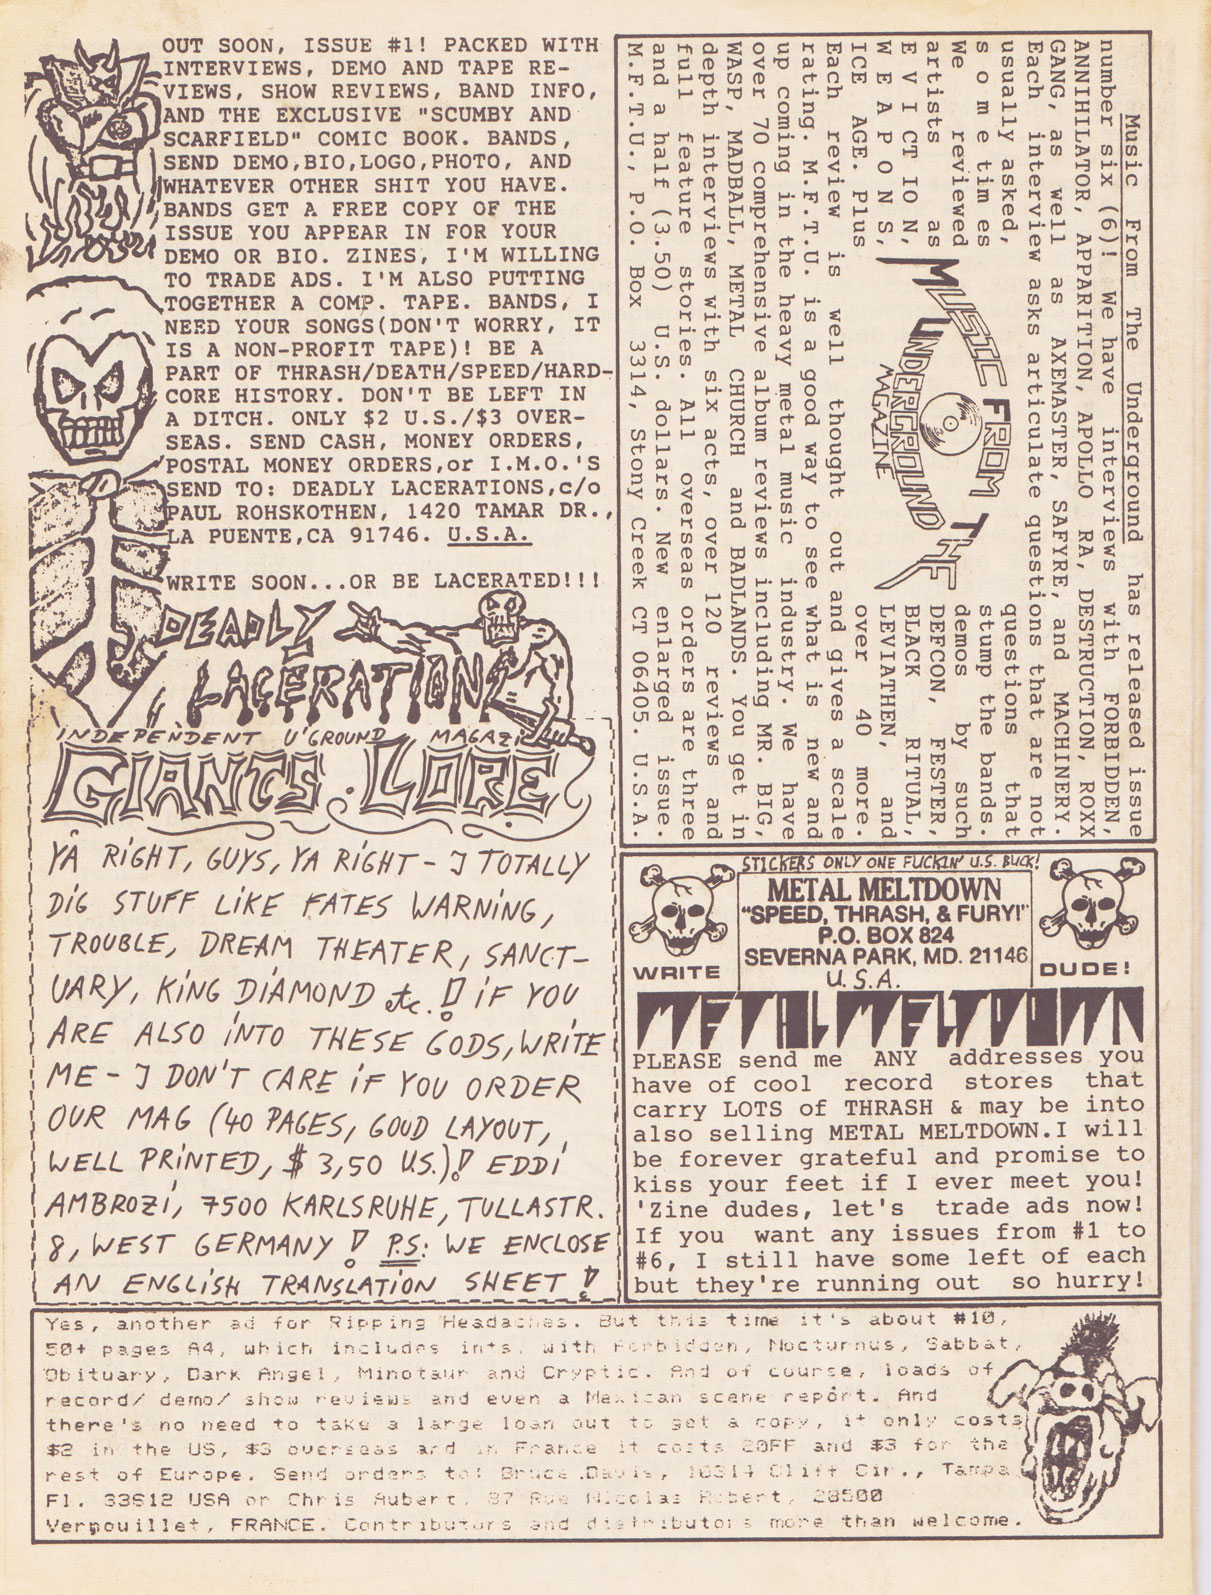 OUT SOON, ISSUE #1! PACKED WITH
INTERVIEWS, DEMO AND TAPE RE-
VIEWS, SHOW REVIEWS, BAND INFO,
AND THE EXCLUSIVE "SCUMBY AND
SCARFIELD" COMIC BOOK. BANDS,
SEND DEMO,BIO,LOGO,PHOTO, AND
WHATEVER OTHER SHIT YOU HAVE.
BANDS GET A FREE COPY OF THE
ISSUE YOU APPEAR IN FOR YOUR
DEMO OR BIO. ZINES, I'M WILLING
TO TRADE ADS. I'M ALSO PUTTING
TOGETHER A COMP. TAPE. BANDS, I
NEED YOUR SONGS(DON'T WORRY, IT
IS A NON-PROFIT TAPE)! BE A
PART OF THRASH/DEATH/SPEED/HARD-
CORE HISTORY. DON'T BE LEFT IN
A DITCH. ONLY $2 U.S./$3 OVER-
SEAS. SEND CASH, MONEY ORDERS,
POSTAL MONEY ORDERS,or I.M.O.'S
SEND TO: DEADLY LACERATIONS,c/o
PAUL ROHSKOTHEN, 1420 TAMAR DR.,
LA PUENTE,CA 91746. U.S.A.
WRITE SOON...OR BE LACERATED!!!
DEADLY
LACERATIONZ
INDEPENDENT U'GROUND MAGAZI
GIANTS LORE
YA RIGHT, GUYS, YA RIGHT - I TOTALLY
DIG STUFF LIKE FATES WARNING,
TROUBLE, DREAM THEATER, SANCT-
UARY, KING DIAMOND etc.! IF YOU
ARE ALSO INTO THESE GODS, WRITE
ME - I DON'T CARE IF YOU ORDER
OUR MAG (40 PAGES, GOOD LAYOUT,
WELL PRINTED, $ 3,50 U.S.)! EDDI
AMBROZI, 7500 KARLSRUHE, TULLASTR.
8, WEST GERMANY! P.S: WE ENCLOSE
AN ENGLISH TRANSLATION SHEET!
Music From The Underground has released issue
number six (6)! We have interviews with FORBIDDEN,
ANNIHILATOR, APPARITION, APOLLO RA, DESTRUCTION, ROXX
GANG, as well as AXEMASTER, SAFYRE, and MACHINERY.
Each interview asks articulate questions that are not
usually asked, questions that
sometimes stump the bands.
We reviewed demos by such
artists as DEFCON, FESTER,
EVICTION, BLACK RITUAL,
WEAPONS, LEVIATHEN, and
ICE AGE. Plus over 40 more.
MUSIC FROM THE
UNDERGROUND
MAGAZINE
Each review is well thought out and gives a scale
rating. M.F.T.U. is a good way to see what is new and
up coming in the heavy metal music industry. We have
over 70 comprehensive album reviews including MR. BIG,
WASP, MADBALL, METAL CHURCH and BADLANDS. You get in
depth interviews with six acts, over 120 reviews and
full feature stories. All overseas orders are three
and a half (3.50) U.S. dollars. New enlarged issue.
M.F.T.U., P.O. Box 3314, Stony Creek CT 06405. U.S.A.
STICKERS ONLY ONE FUCKIN' U.S. BUCK!
METAL MELTDOWN
"SPEED, THRASH, & FURY!"
P.O. BOX 824
SEVERNA PARK, MD. 21146
U.S.A.
WRITE DUDE!
METAL MELTDOWN
PLEASE send me ANY addresses you
have of cool record stores that
carry LOTS of THRASH & may be into
also selling METAL MELTDOWN.I will
be forever grateful and promise to
kiss your feet if I ever meet you!
'Zine dudes, let's trade ads now!
If you want any issues from #1 to
#6, I still have some left of each
but they're running out so hurry!
Yes, another ad for Ripping Headaches. But this time it's about #10,
50+ pages A4, which includes ints. with Forbidden, Nocturnus, Sabbat,
Obituary, Dark Angel, Minotaur and Cryptic. And of course, loads of
record/ demo/ show reviews and even a Mexican scene report. And
there's no need to take a large loan out to get a copy, it only costs
$2 in the US, $3 overseas and in France it costs 20FF and $3 for the
rest of Europe. Send orders to: Bruce Davis, 10314 Cliff Cir., Tampa
Fl. 33612 USA or Chris Aubert, 87 Rue Nicolas Robert, 28500
Vernouillet, FRANCE. Contributors and distributors more than welcome.